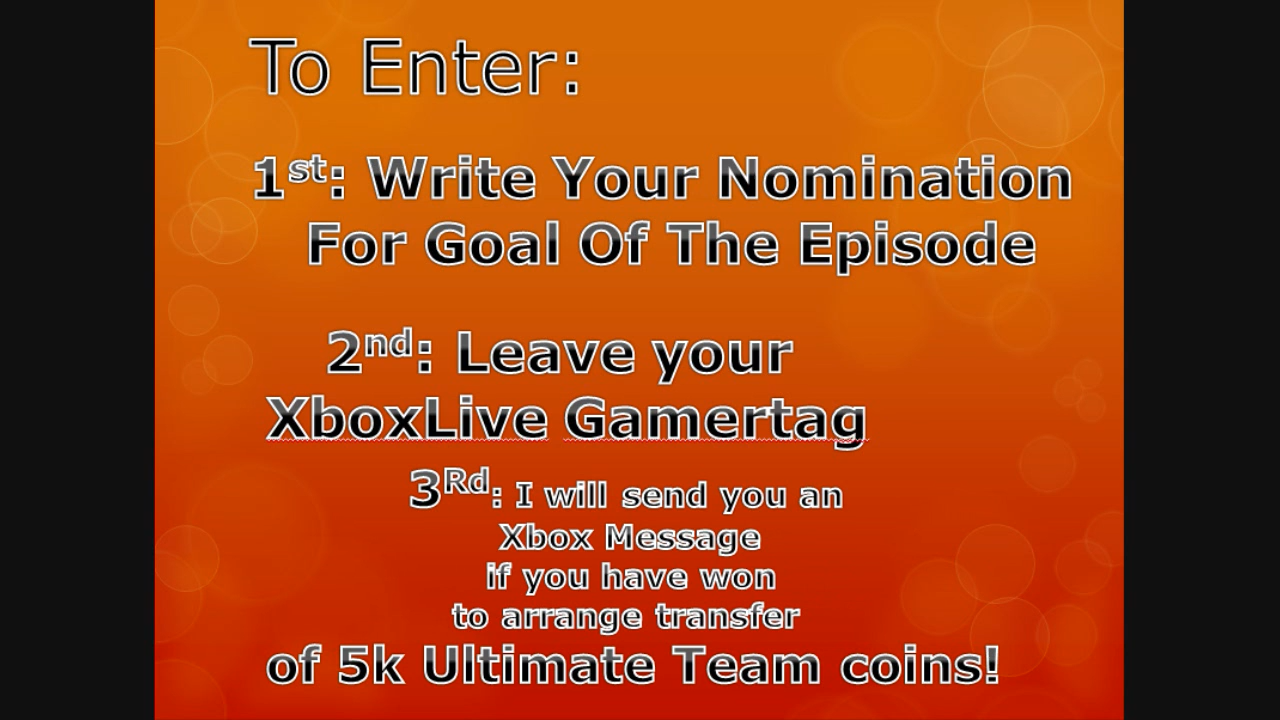 To Enter:
1st: Write Your Nomination
For Goal Of The Episode
2nd: Leave your
XboxLive Gamertag
3Rd: I will send you an
Xbox Message
if you have won
to arrange transfer
of 5k Ultimate Team coins!